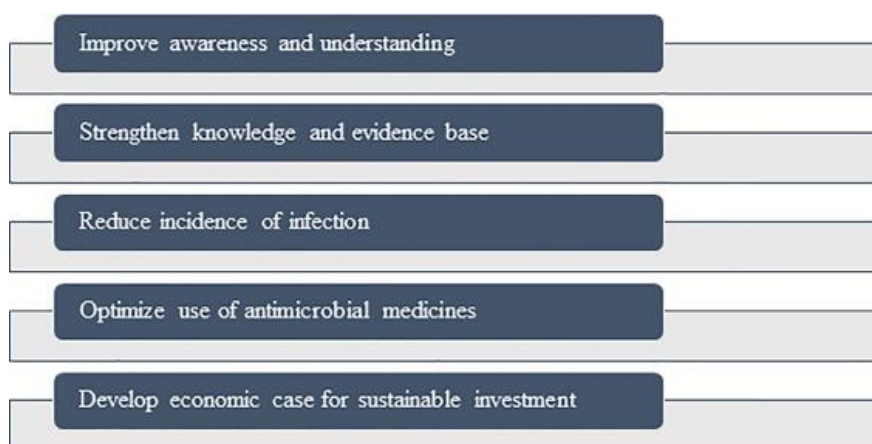 Improve awareness and understanding
Strengthen knowledge and evidence base
Reduce incidence of infection
Optimize use of antimicrobial medicines
Develop economic case for sustainable investment